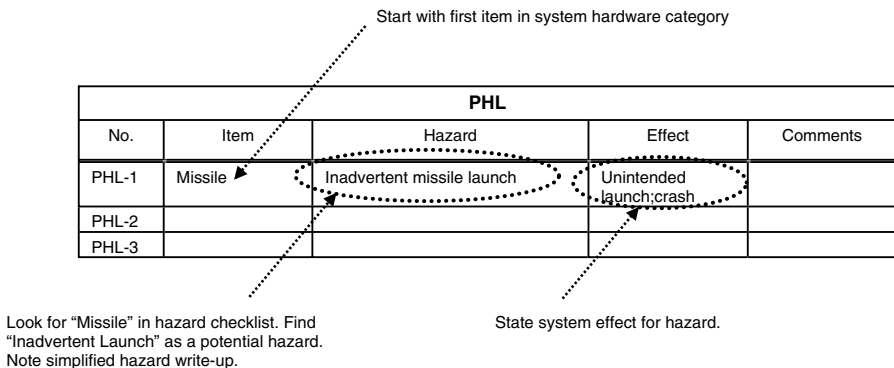 Start with first item in system hardware category
PHL
No. Item Hazard Effect Comments
PHL-1 Missile Inadvertent missile launch Unintended
launch;crash
PHL-2
PHL-3
Look for “Missile” in hazard checklist. Find
“Inadvertent Launch” as a potential hazard.
Note simplified hazard write-up.
State system effect for hazard.